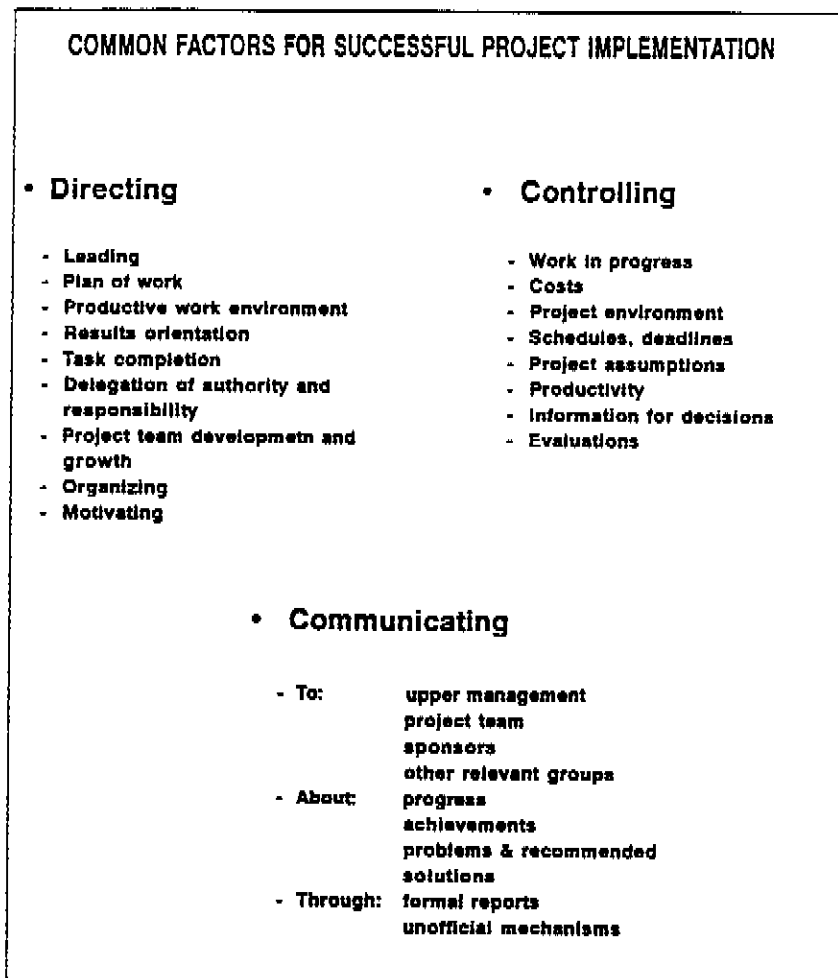 COMMON FACTORS FOR SUCCESSFUL PROJECT IMPLEMENTATION
• Directing
- Leading
- Plan of work
- Productive work environment
- Results orientation
- Task completion
- Delegation of authority and
responsibility
- Project team developmetn and
growth
- Organizing
- Motivating
• Controlling
- Work in progress
- Costs
- Project environment
- Schedules, deadlines
- Project assumptions
- Productivity
- Information for decisions
- Evaluations
• Communicating
- To: upper management
project team
sponsors
other relevant groups
- About: progress
achievements
problems & recommended
solutions
- Through: formal reports
unofficial mechanisms